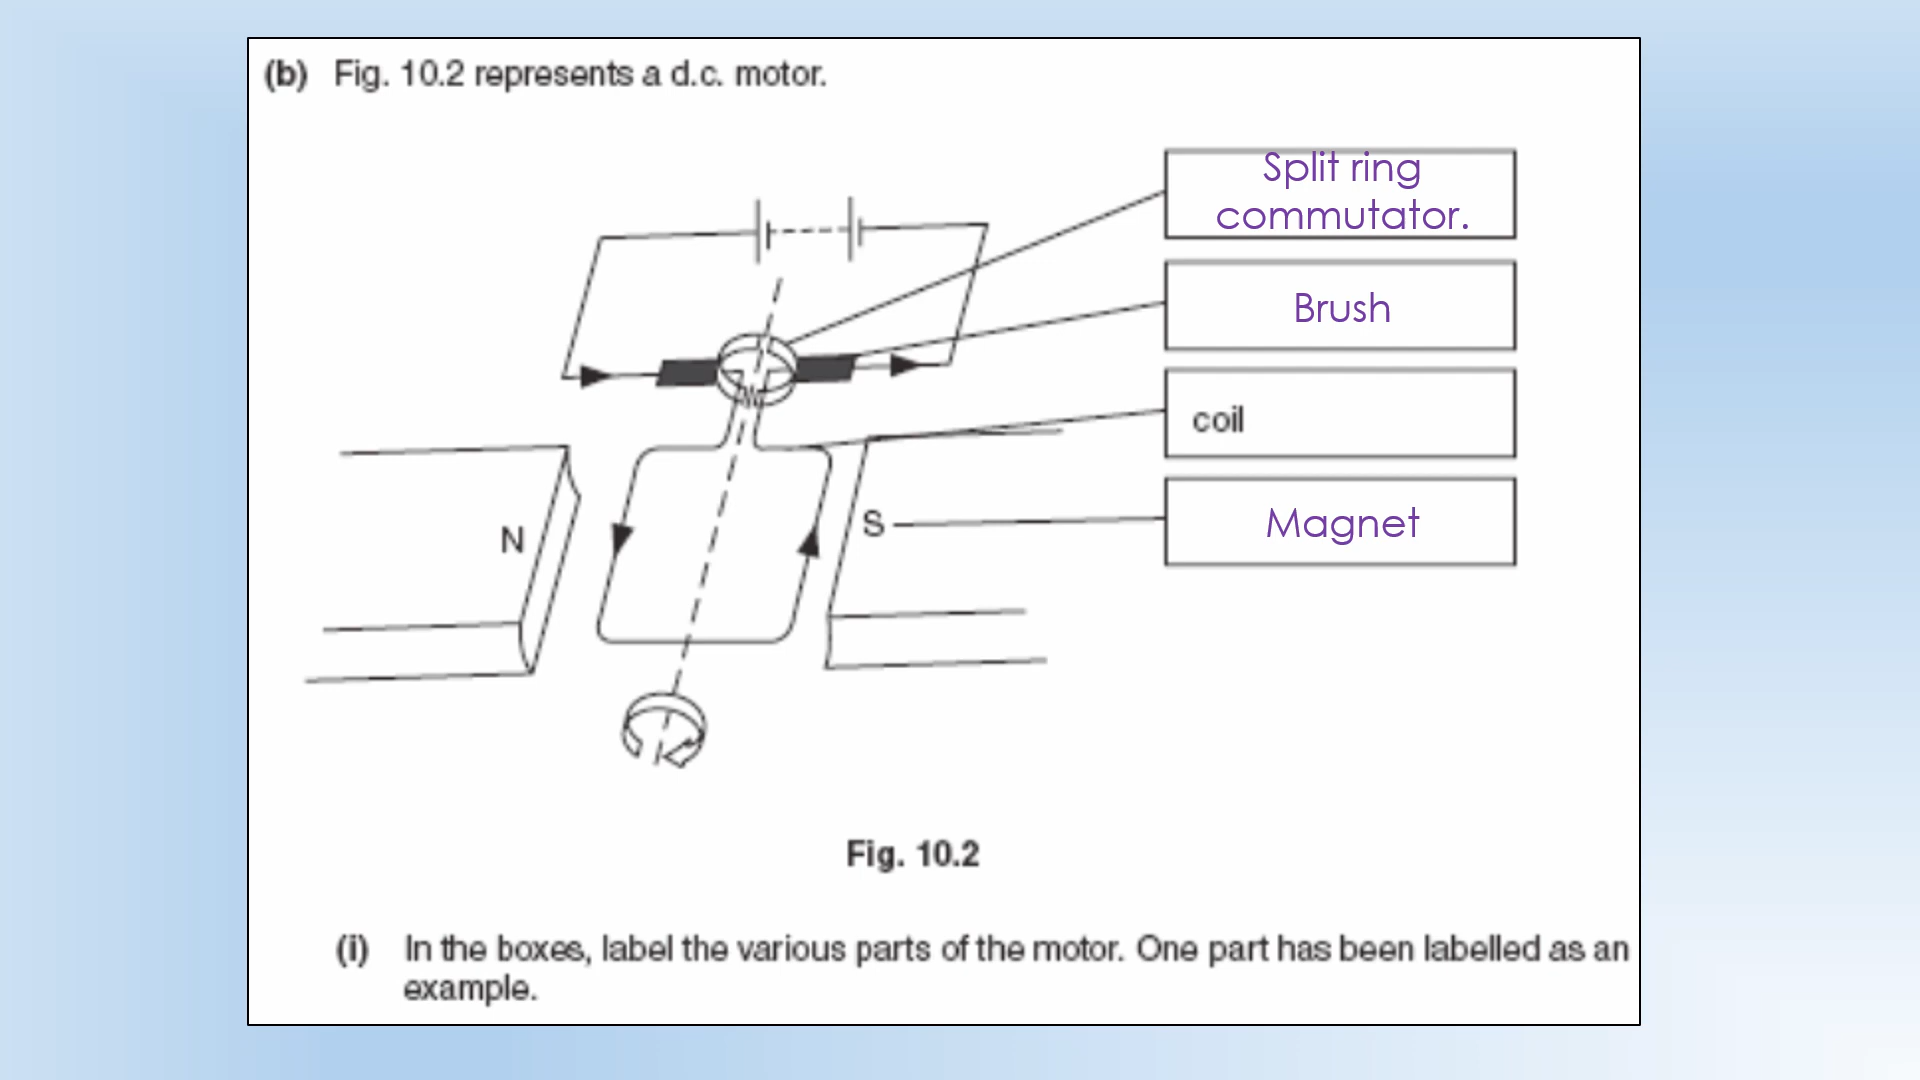 (b) Fig. 10.2 represents a d.c. motor.
Split ring
commutator.
Brush
coil
Magnet
N
S
Fig. 10.2
(i) In the boxes, label the various parts of the motor. One part has been labelled as an
example.